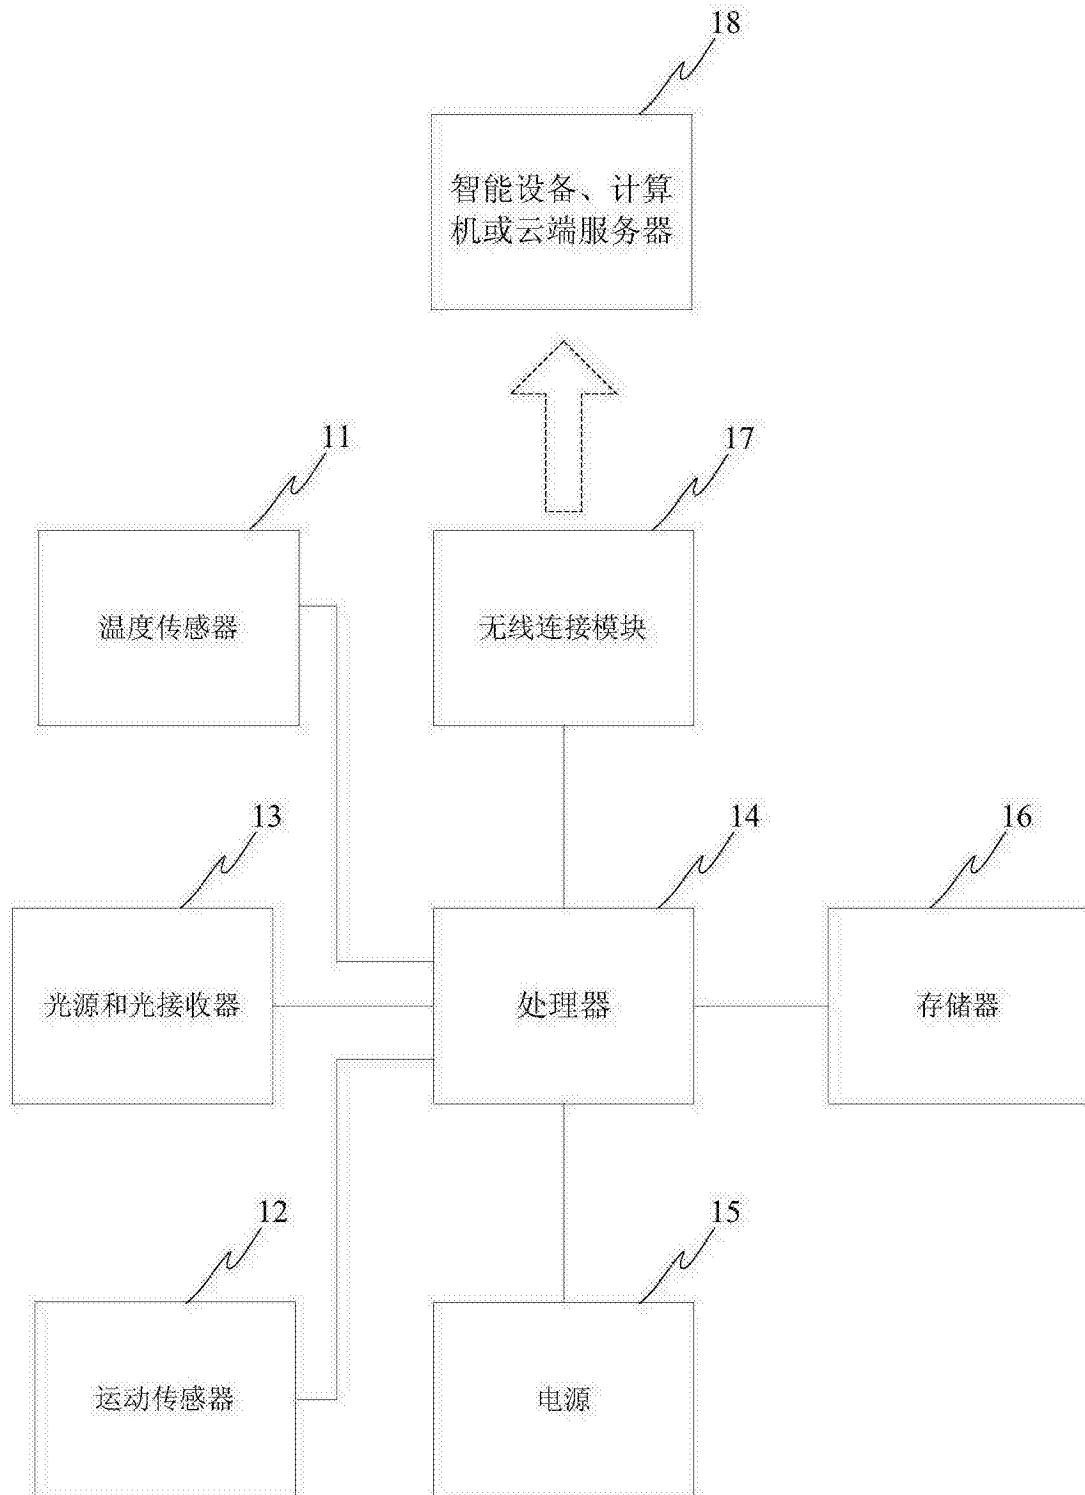 18
智能设备、计算
机或云端服务器
11
17
温度传感器
无线连接模块
13
14
16
光源和光接收器
处理器
存储器
12
15
运动传感器
电源